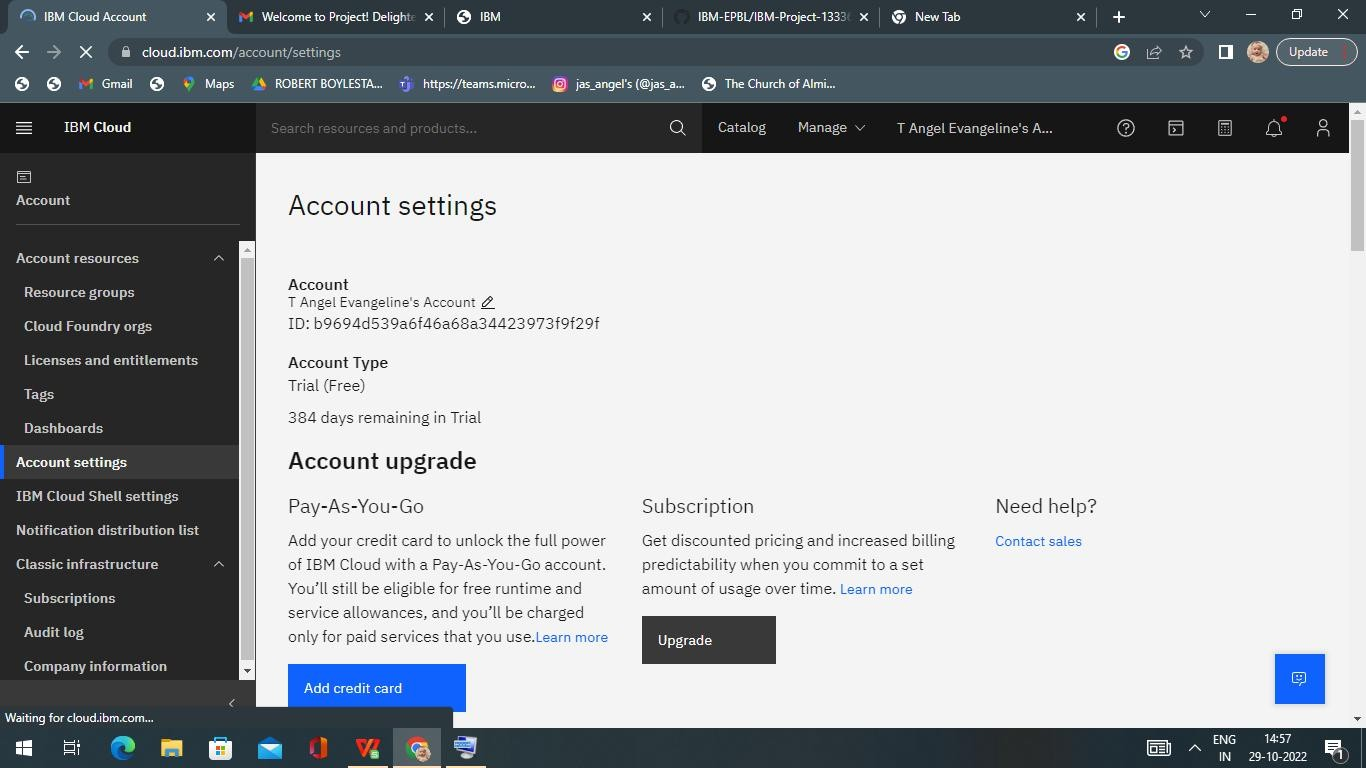 IBM Cloud Account
Welcome to Project! Delighte
IBM
IBM-EPBL/IBM-Project-1333
New Tab
cloud.ibm.com/account/settings
Update
Gmail
Maps
ROBERT BOYLESTA...
https://teams.micro...
jas_angel's (@jas_a...
The Church of Almi...
IBM Cloud
Search resources and products...
Catalog
Manage
T Angel Evangeline's A...
Account
Account resources
Resource groups
Cloud Foundry orgs
Licenses and entitlements
Tags
Dashboards
Account settings
IBM Cloud Shell settings
Notification distribution list
Classic infrastructure
Subscriptions
Audit log
Company information
Account settings
Account
T Angel Evangeline's Account
ID: b9694d539a6f46a68a34423973f9f29f
Account Type
Trial (Free)
384 days remaining in Trial
Account upgrade
Pay-As-You-Go
Add your credit card to unlock the full power
of IBM Cloud with a Pay-As-You-Go account.
You’ll still be eligible for free runtime and
service allowances, and you’ll be charged
only for paid services that you use.Learn more
Add credit card
Subscription
Get discounted pricing and increased billing
predictability when you commit to a set
amount of usage over time. Learn more
Upgrade
Need help?
Contact sales
Waiting for cloud.ibm.com...
ENG
IN
14:57
29-10-2022
1